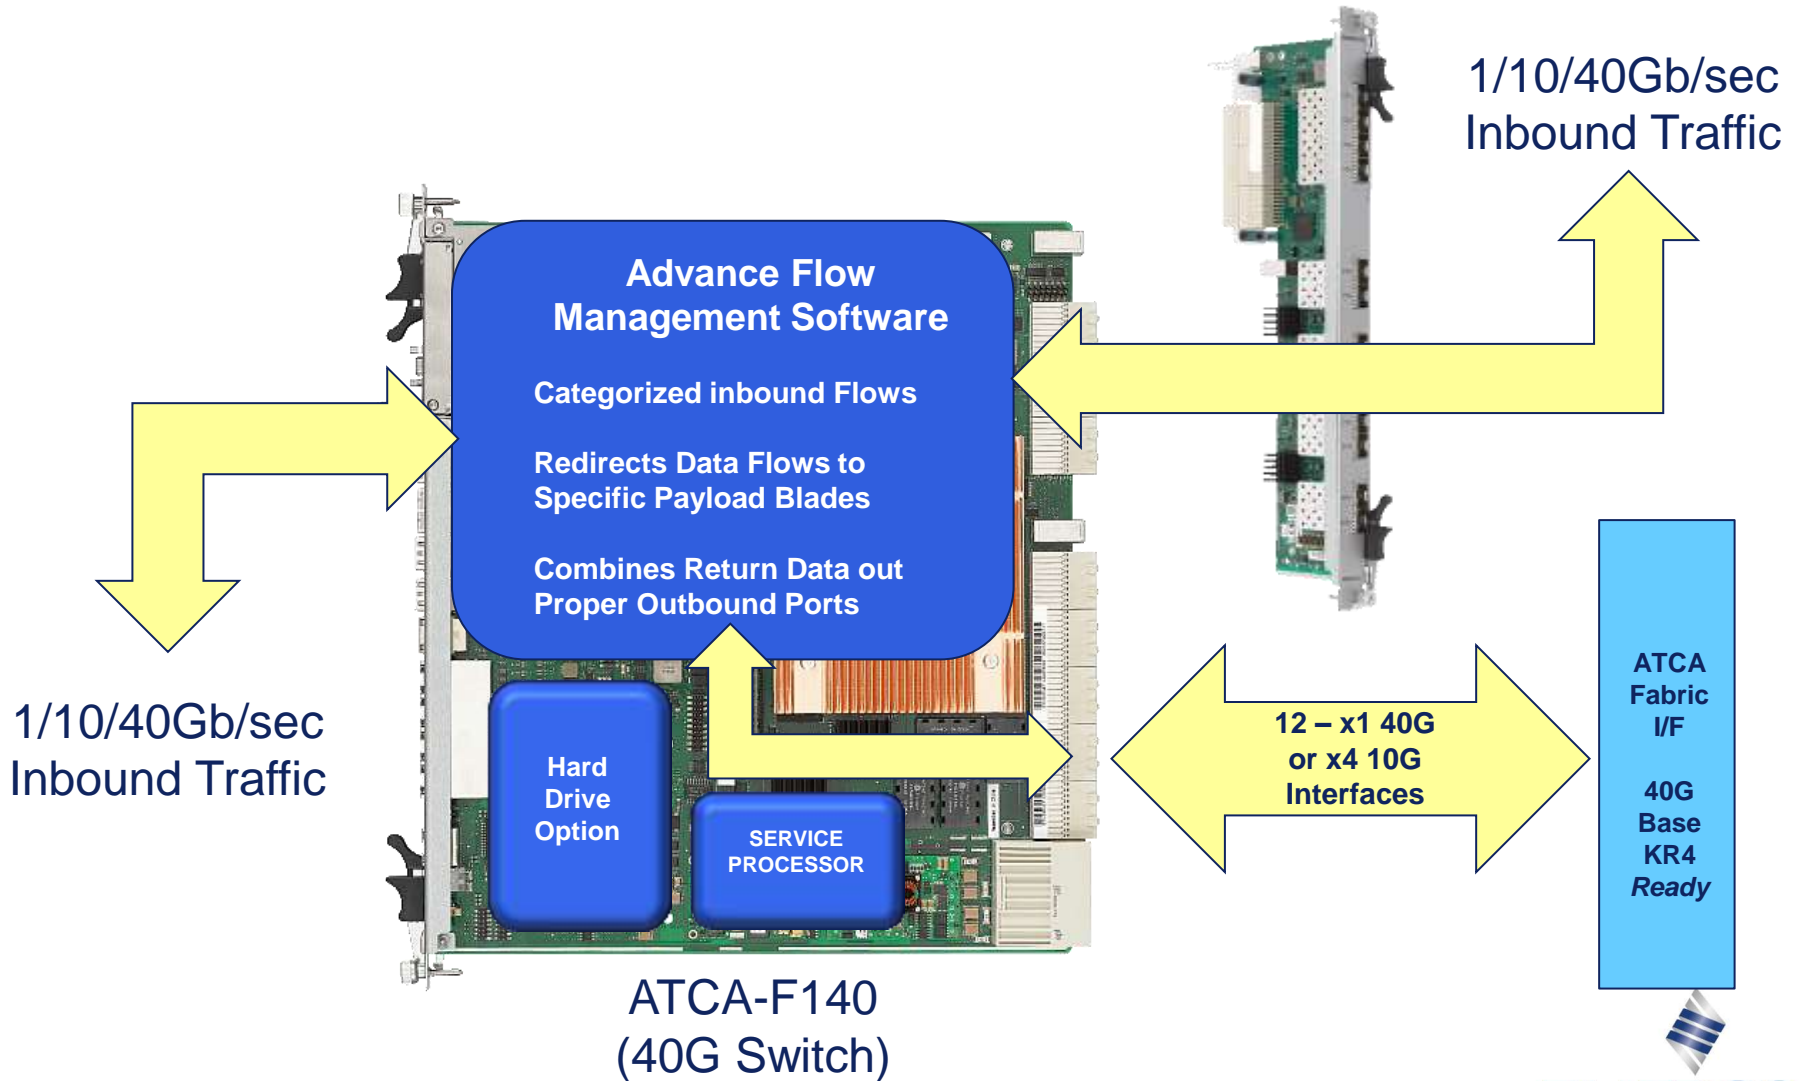 1/10/40Gb/sec
Inbound Traffic
Advance Flow
Management Software
Categorized inbound Flows
Redirects Data Flows to
Specific Payload Blades
Combines Return Data out
Proper Outbound Ports
1/10/40Gb/sec
Inbound Traffic
Hard
Drive
Option
SERVICE
PROCESSOR
12 – x1 40G
or x4 10G
Interfaces
ATCA
Fabric
I/F
40G
Base
KR4
Ready
ATCA-F140
(40G Switch)